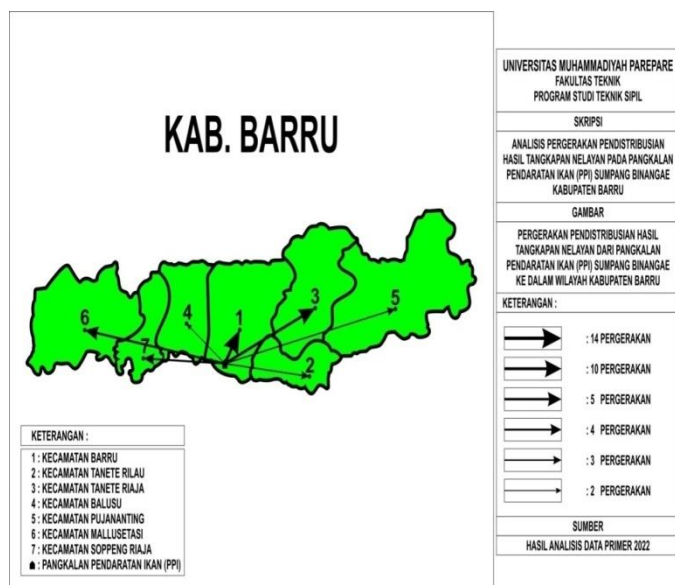 KAB. BARRU
6
7
4
1
3
2
5
KETERANGAN :
1 : KECAMATAN BARRU
2 : KECAMATAN TANETE RILAU
3 : KECAMATAN TANETE RIAJA
4 : KECAMATAN BALUSU
5 : KECAMATAN PUJANANTING
6 : KECAMATAN MALLUSETASI
7 : KECAMATAN SOPPENG RIAJA
: PANGKALAN PENDARATAN IKAN (PPI)
UNIVERSITAS MUHAMMADIYAH PAREPARE
FAKULTAS TEKNIK
PROGRAM STUDI TEKNIK SIPIL
SKRIPSI
ANALISIS PERGERAKAN PENDISTRIBUSIAN
HASIL TANGKAPAN NELAYAN PADA PANGKALAN
PENDARATAN IKAN (PPI) SUMPANG BINANGAE
KABUPATEN BARRU
GAMBAR
PERGERAKAN PENDISTRIBUSIAN HASIL
TANGKAPAN NELAYAN DARI PANGKALAN
PENDARATAN IKAN (PPI) SUMPANG BINANGAE
KE DALAM WILAYAH KABUPATEN BARRU
KETERANGAN :
: 14 PERGERAKAN
: 10 PERGERAKAN
: 5 PERGERAKAN
: 4 PERGERAKAN
: 3 PERGERAKAN
: 2 PERGERAKAN
SUMBER
HASIL ANALISIS DATA PRIMER 2022